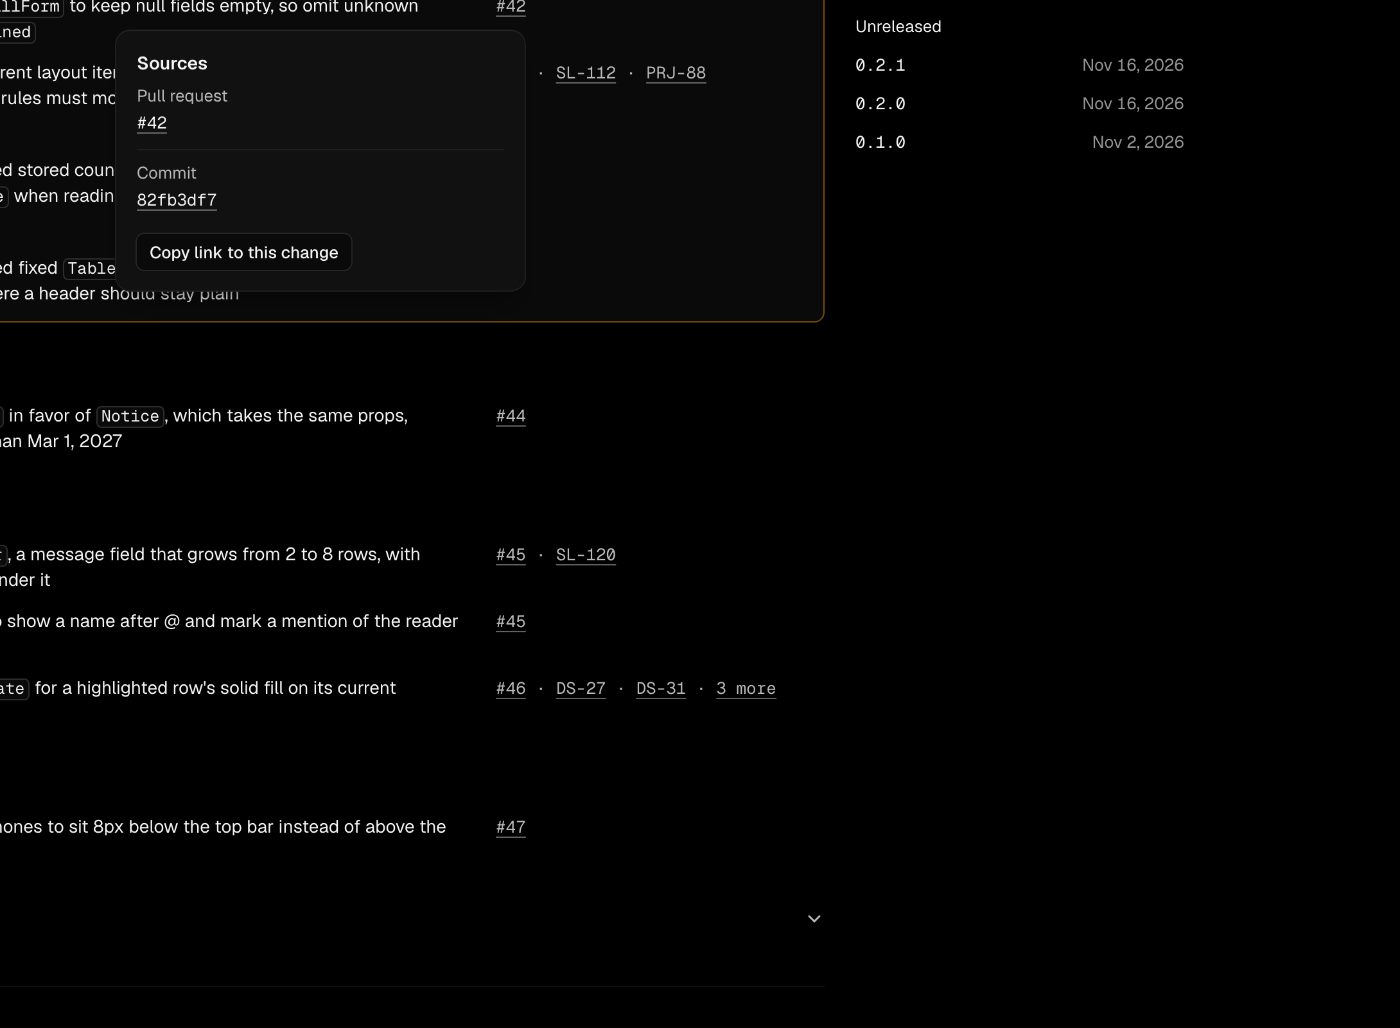 llForm to keep null fields empty, so omit unknown #42
ned
Sources
Pull request
#42
Commit
82fb3df7
Copy link to this change
rent layout · SL-112 · PRJ-88
rules must
ed stored
when
ed fixed Table
ere a header should stay plain
in favor of Notice, which takes the same props, #44
an Mar 1, 2027
, a message field that grows from 2 to 8 rows, with #45 · SL-120
nder it
show a name after @ and mark a mention of the reader #45
ate for a highlighted row's solid fill on its current #46 · DS-27 · DS-31 · 3 more
ones to sit 8px below the top bar instead of above the #47
Unreleased
0.2.1 Nov 16, 2026
0.2.0 Nov 16, 2026
0.1.0 Nov 2, 2026